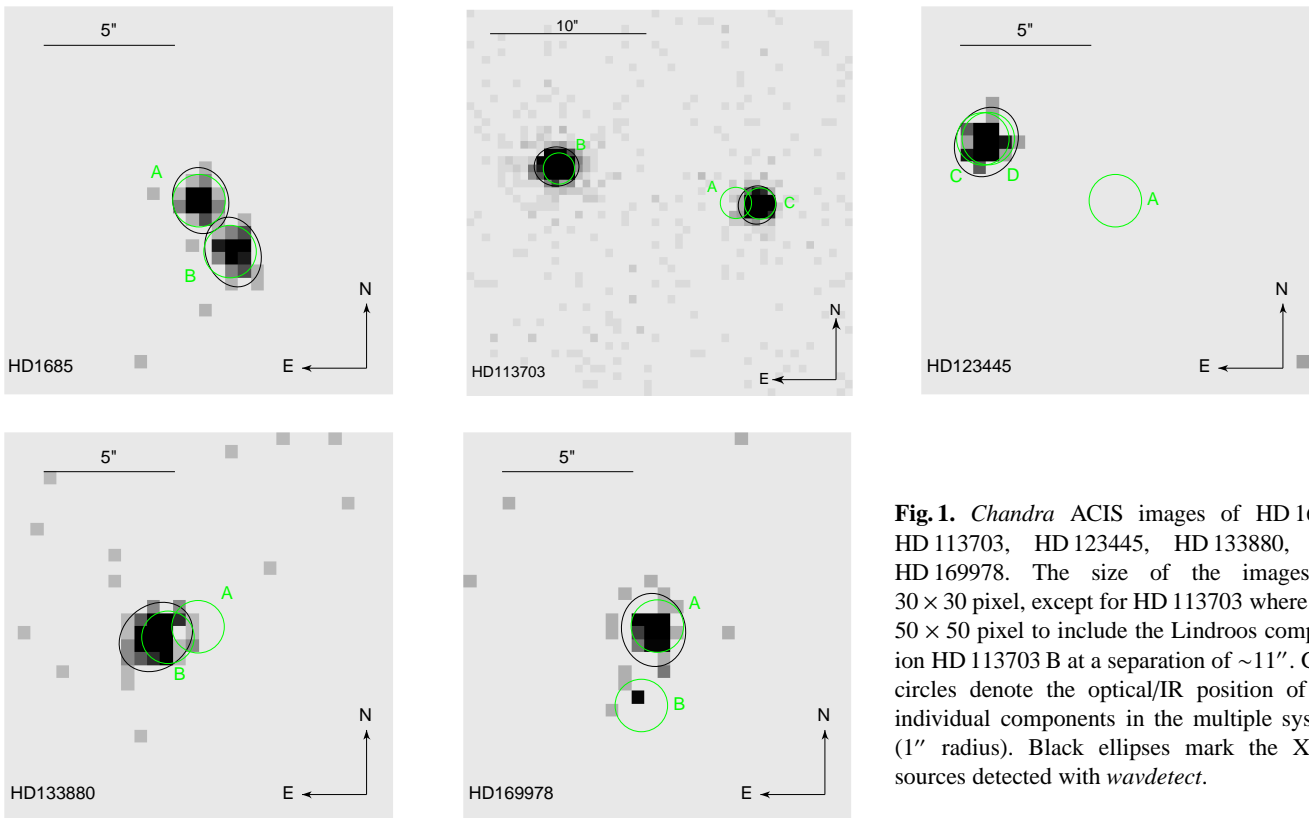 5"
A
B
N
E
HD1685
10"
B
A
C
N
E
HD113703
5"
C
D
A
N
E
HD123445
5"
A
B
N
E
HD133880
5"
A
B
N
E
HD169978
Fig. 1. Chandra ACIS images of HD 16
HD 113703, HD 123445, HD 133880,
HD 169978. The size of the images
30 × 30 pixel, except for HD 113703 where
50 × 50 pixel to include the Lindroos comp
ion HD 113703 B at a separation of ∼11″.
circles denote the optical/IR position of
individual components in the multiple sys
(1″ radius). Black ellipses mark the X
sources detected with wavdetect.